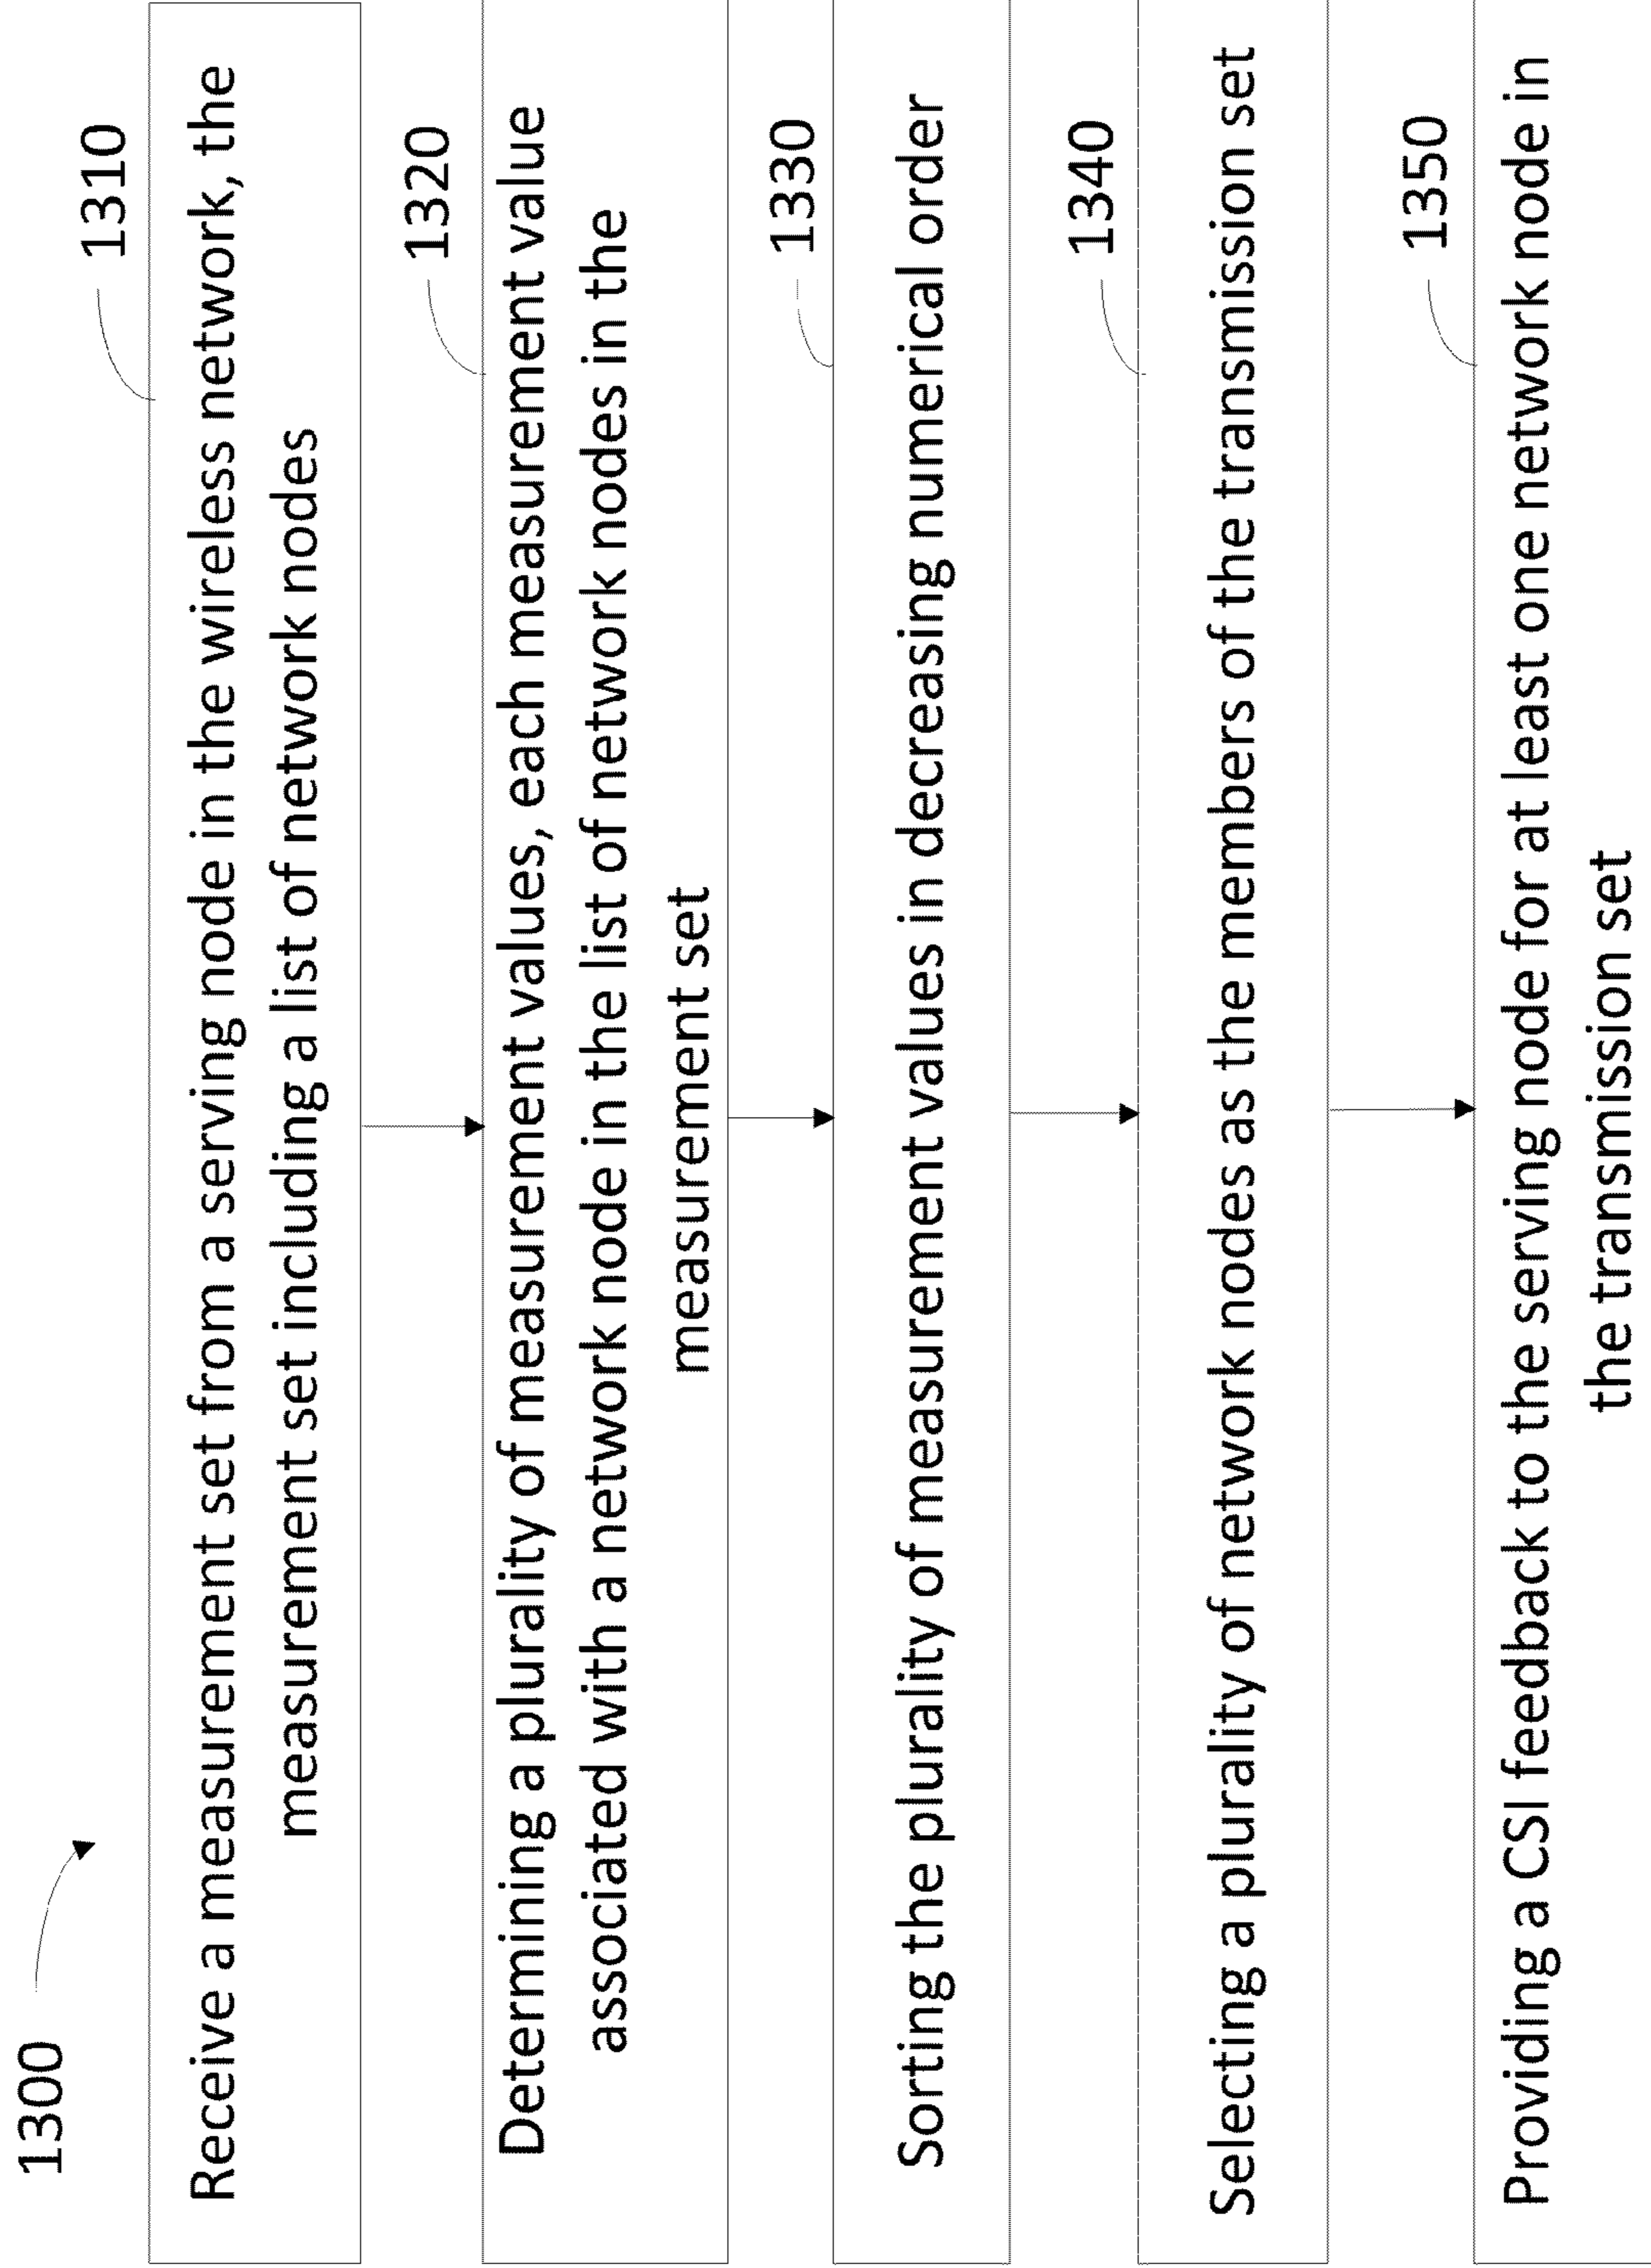 1300
1310
Receive a measurement set from a serving node in the wireless network, the
measurement set including a list of network nodes
1320
Determining a plurality of measurement values, each measurement value
associated with a network node in the list of network nodes in the
measurement set
1330
Sorting the plurality of measurement values in decreasing numerical order
1340
Selecting a plurality of network nodes as the members of the transmission set
1350
Providing a CSI feedback to the serving node for at least one network node in
the transmission set